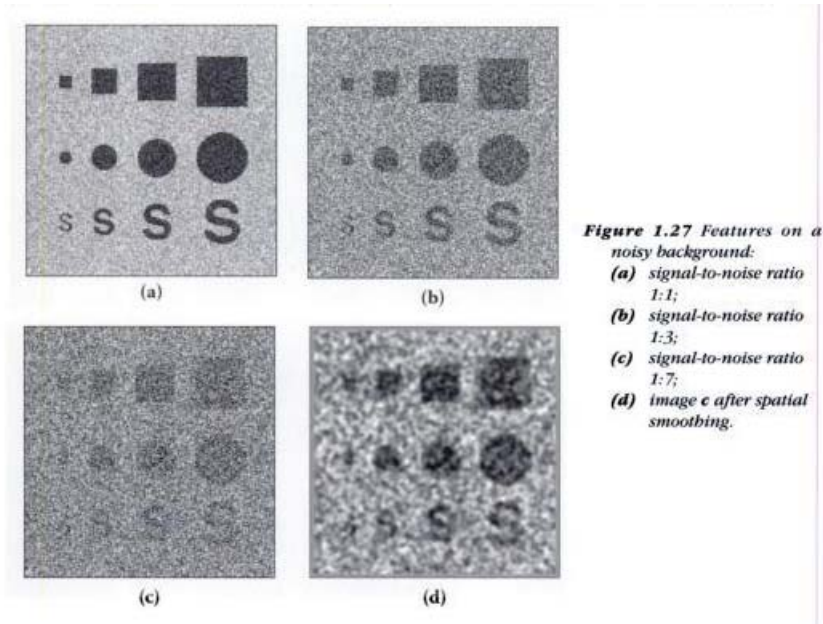 S S S S
(a)
S S S S
(b)
S S S S
(c)
S S S S
(d)
Figure 1.27 Features on a
noisy background:
(a) signal-to-noise ratio
1:1;
(b) signal-to-noise ratio
1:3;
(c) signal-to-noise ratio
1:7;
(d) image c after spatial
smoothing.